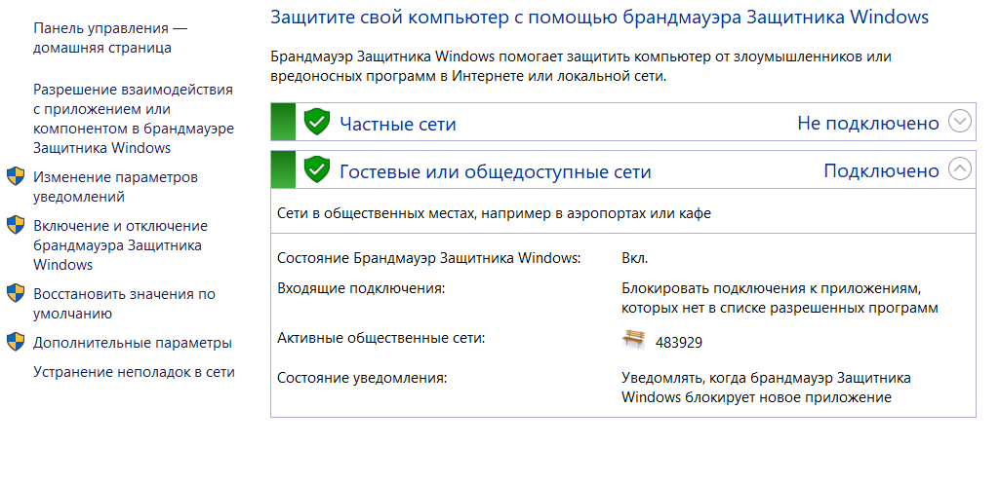 Панель управления —
домашняя страница
Разрешение взаимодействия
с приложением или
компонентом в брандмауэре
Защитника Windows
Изменение параметров
уведомлений
Включение и отключение
брандмауэра Защитника
Windows
Восстановить значения по
умолчанию
Дополнительные параметры
Устранение неполадок в сети
Защитите свой компьютер с помощью брандмауэра Защитника Windows
Брандмауэр Защитника Windows помогает защитить компьютер от злоумышленников или
вредоносных программ в Интернете или локальной сети.
Частные сети Не подключено
Гостевые или общедоступные сети Подключено
Сети в общественных местах, например в аэропортах или кафе
Состояние Брандмауэр Защитника Windows: Вкл.
Входящие подключения: Блокировать подключения к приложениям,
которых нет в списке разрешенных программ
Активные общественные сети: 483929
Состояние уведомления: Уведомлять, когда брандмауэр Защитника
Windows блокирует новое приложение